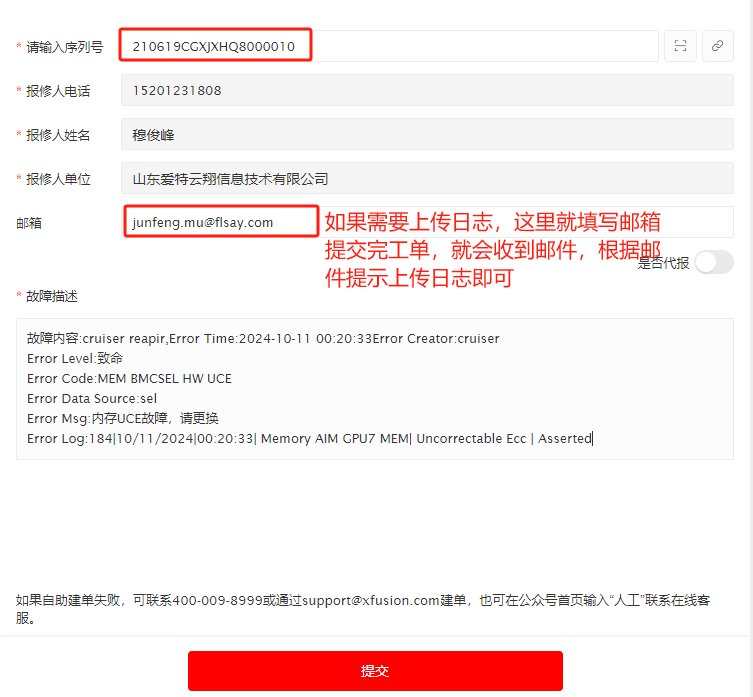 * 请输入序列号 210619CGXJXHQ8000010
* 报修人电话 15201231808
* 报修人姓名 穆俊峰
* 报修人单位 山东爱特云翔信息技术有限公司
邮箱 junfeng.mu@flsay.com
如果需要上传日志，这里就填写邮箱
提交完工单，就会收到邮件，根据邮
件提示上传日志即可
是否代报
* 故障描述
故障内容:cruiser reapir,Error Time:2024-10-11 00:20:33Error Creator:cruiser
Error Level:致命
Error Code:MEM BMCSEL HW UCE
Error Data Source:sel
Error Msg:内存UCE故障，请更换
Error Log:184|10/11/2024|00:20:33| Memory AIM GPU7 MEM| Uncorrectable Ecc | Asserted
如果自助建单失败，可联系400-009-8999或通过support@xfusion.com建单，也可在公众号首页输入“人工”联系在线客
服。
提交